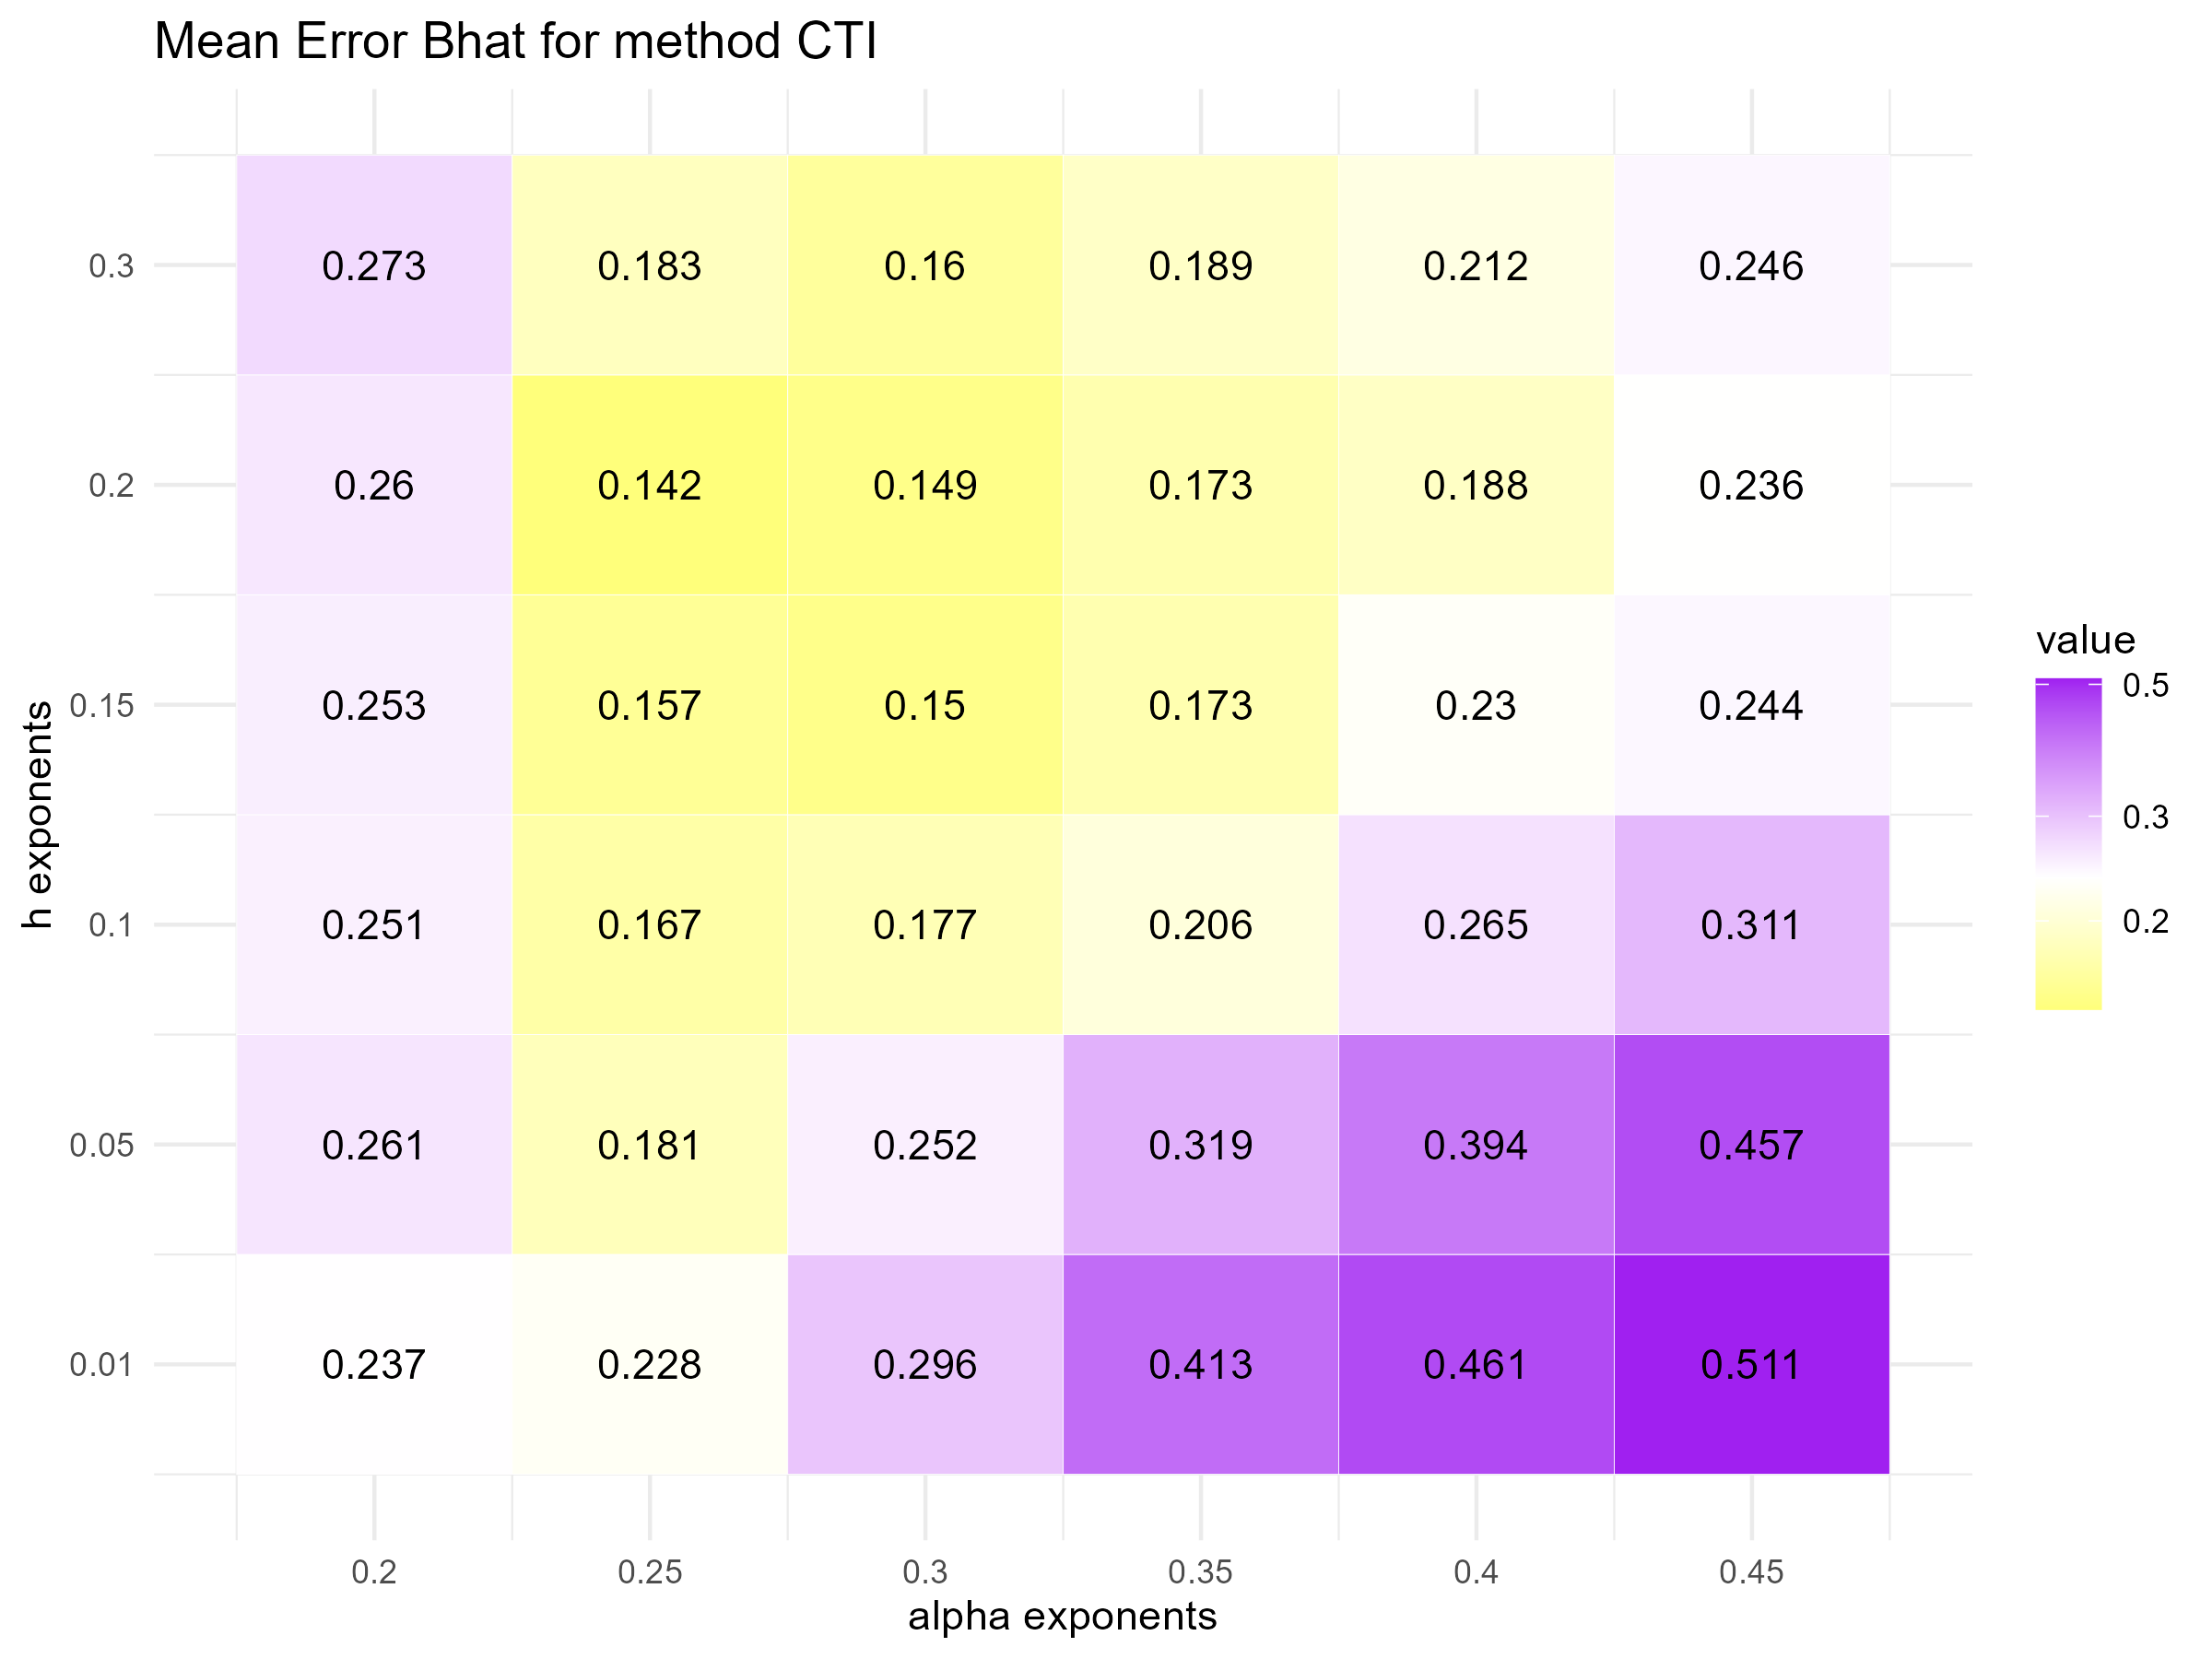 Mean Error Bhat for method CTI
h exponents
0.3 0.273 0.183 0.16 0.189 0.212 0.246
0.2 0.26 0.142 0.149 0.173 0.188 0.236
0.15 0.253 0.157 0.15 0.173 0.23 0.244
0.1 0.251 0.167 0.177 0.206 0.265 0.311
0.05 0.261 0.181 0.252 0.319 0.394 0.457
0.01 0.237 0.228 0.296 0.413 0.461 0.511
0.2 0.25 0.3 0.35 0.4 0.45
alpha exponents
value
0.5
0.3
0.2